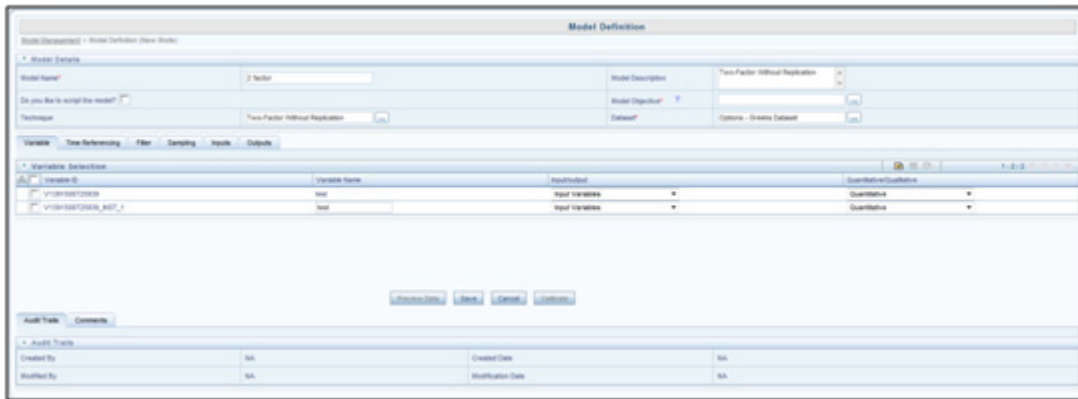 Model Definition
Model Management > Model Definition (New Mode)
Model Details
Model Name* 2 factor Model Description Two-Factor Without Replication
Do you like to script the model? Model Objective* ?
Technique Two-Factor Without Replication ... Dataset* Options - Greeks Dataset ...
Variable Time Referencing Filter Sampling Inputs Outputs
Variable Selection 1 - 2 / 2
Variable ID Variable Name Input/output Quantitative/Qualitative
test Input Variables Quantitative
test Input Variables Quantitative
Preview Data Save Cancel Calibrate
Audit Trails Comments
Audit Trails
Created By NA Created Date NA
Modified By NA Modification Date NA